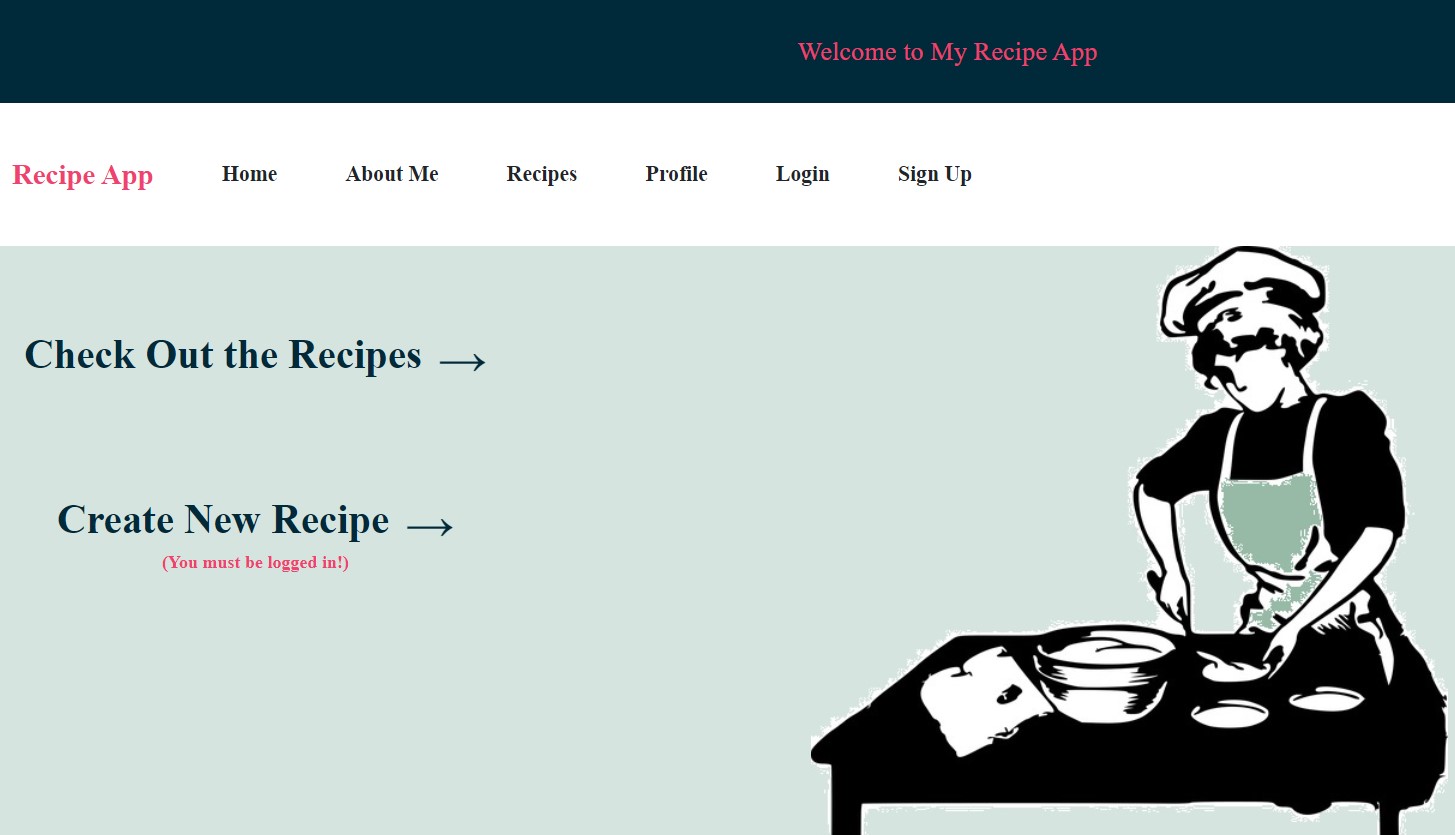 Welcome to My Recipe App
Recipe App Home About Me Recipes Profile Login Sign Up
Check Out the Recipes →
Create New Recipe →
(You must be logged in!)